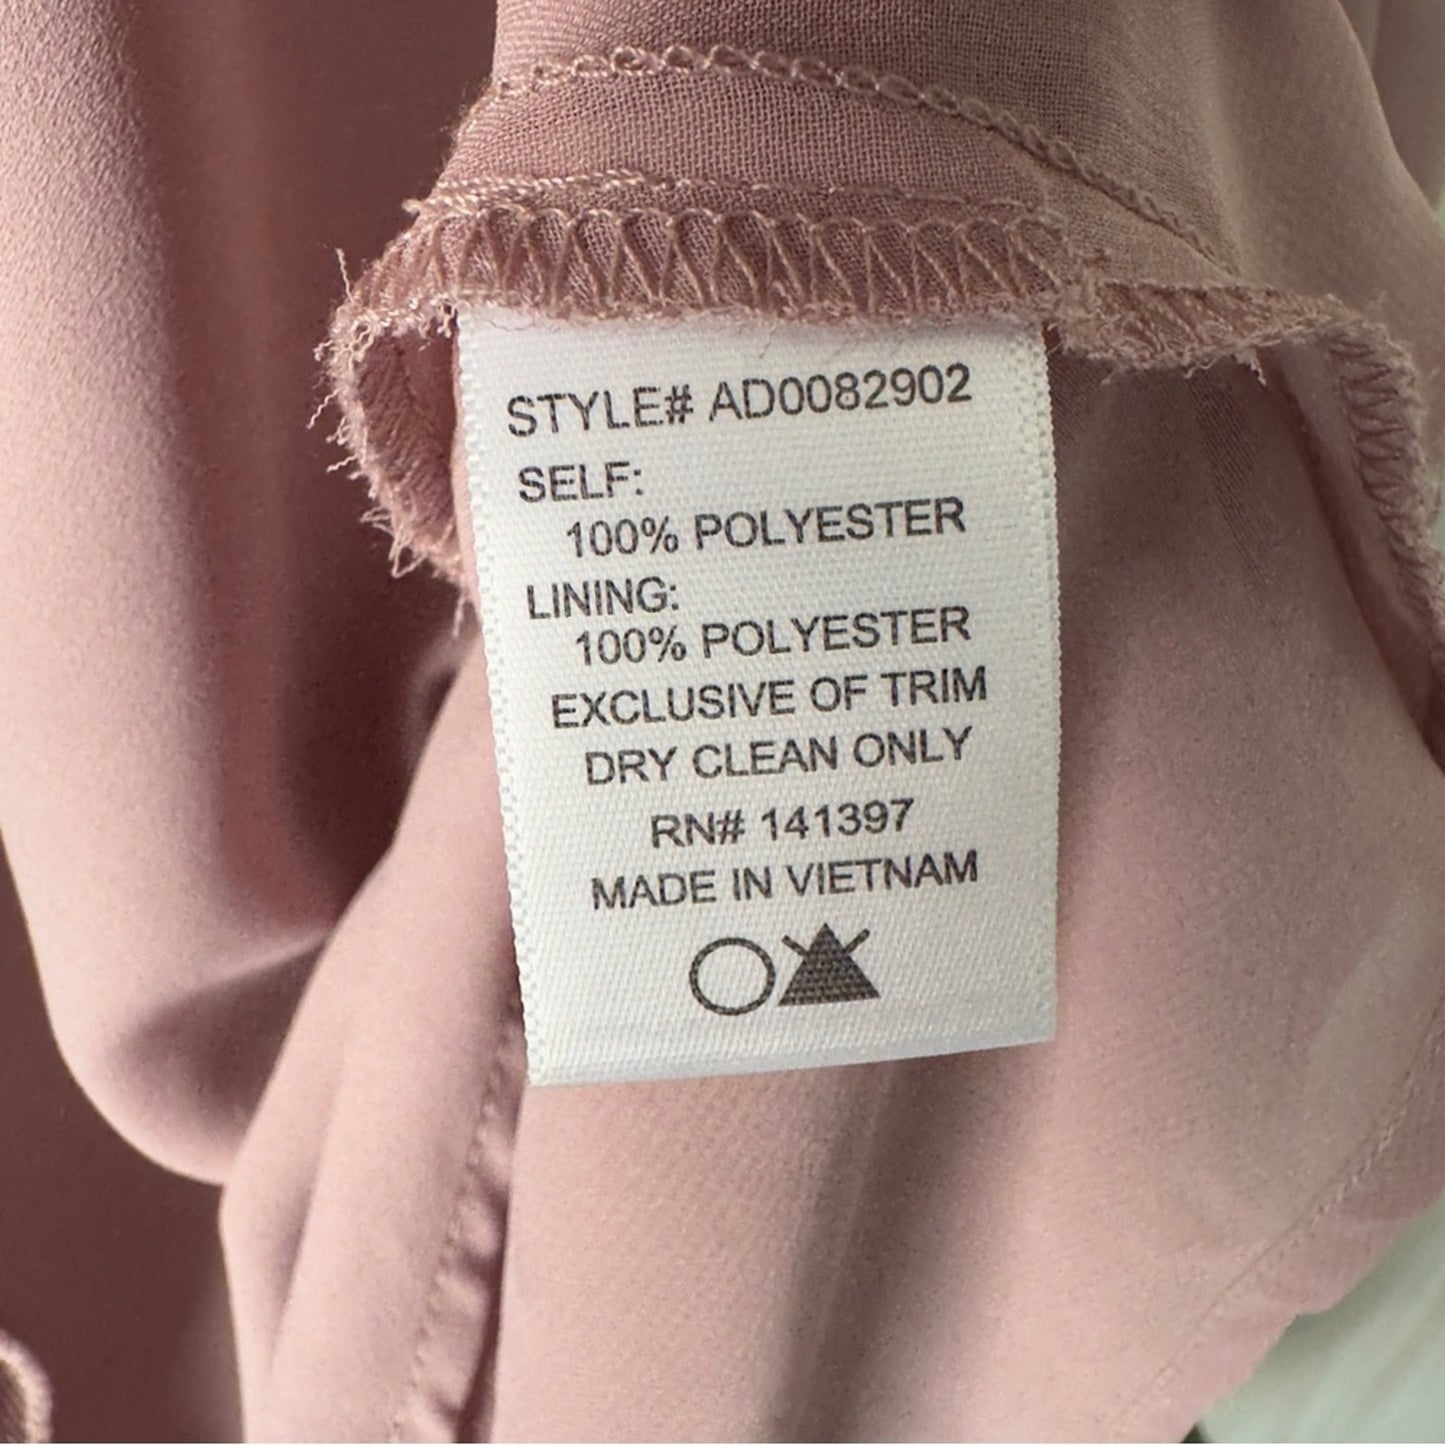 STYLE# AD0082902
SELF:
100% POLYESTER
LINING:
100% POLYESTER
EXCLUSIVE OF TRIM
DRY CLEAN ONLY
RN# 141397
MADE IN VIETNAM